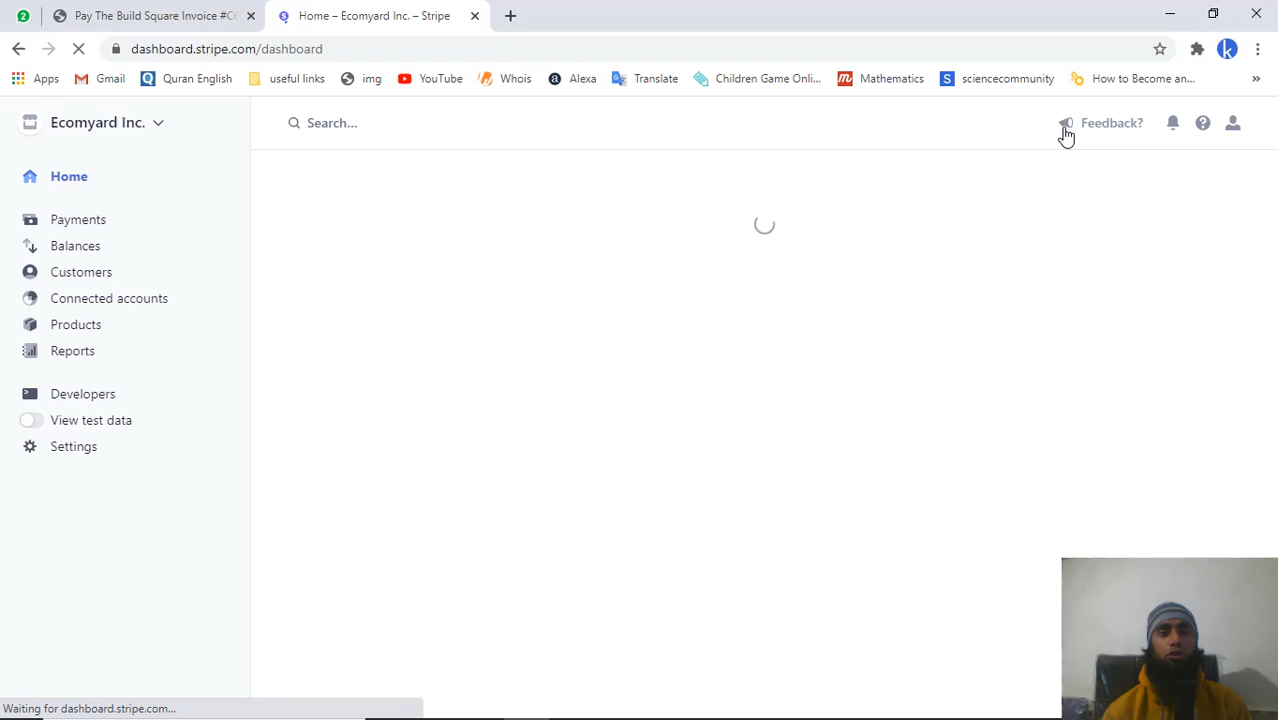 2
Pay The Build Square Invoice #C6
Home – Ecomyard Inc. – Stripe
dashboard.stripe.com/dashboard
k
Apps
Gmail
Quran English
useful links
img
YouTube
Whois
a Alexa
Translate
Children Game Onli...
Mathematics
S sciencecommunity
How to Become an...
»
Ecomyard Inc.
Search...
Feedback?
Home
Payments
Balances
Customers
Connected accounts
Products
Reports
Developers
View test data
Settings
Waiting for dashboard.stripe.com...